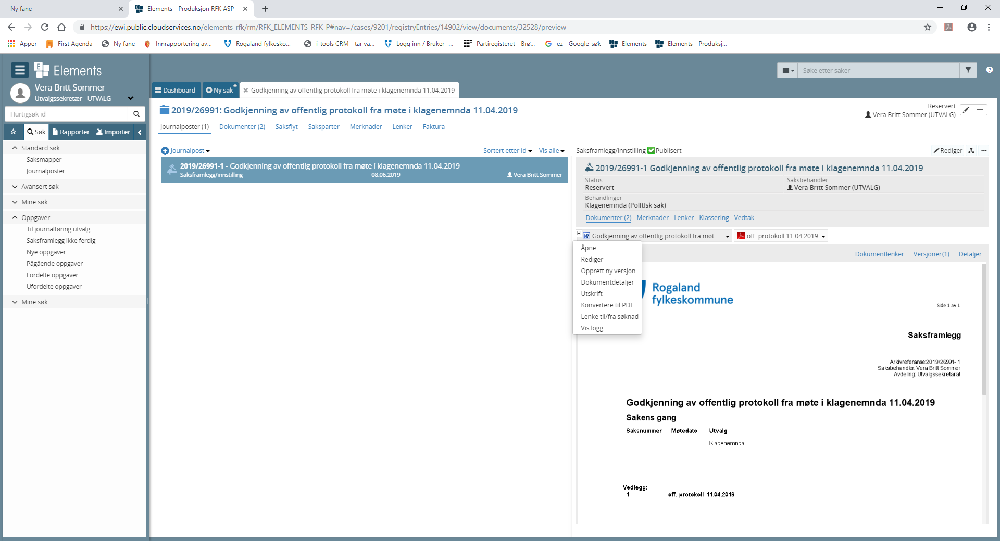 Ny fane
Elements - Produksjon RFK ASP
https://ewi.public.cloudservices.no/elements-rfk/rm/RFK_ELEMENTS-RFK-P#nav=/cases/9201/registryEntries/14902/view/documents/32528/preview
Apper
First Agenda
Ny fane
Innrapportering av...
Rogaland fylkesko...
i-tools CRM - tar va...
Logg inn / Bruker -...
Partiregisteret - Brø...
ez - Google-søk
Elements
Elements - Produksj...
Elements
Vera Britt Sommer
Utvalgssekretær - UTVALG
Hurtigsøk id
Søk
Rapporter
Importer
Standard søk
Saksmapper
Journalposter
Avansert søk
Mine søk
Oppgaver
Til journalføring utvalg
Saksframlegg ikke ferdig
Nye oppgaver
Pågående oppgaver
Fordelte oppgaver
Ufordelte oppgaver
Mine søk
Søke etter saker
Dashboard
Ny sak
Godkjenning av offentlig protokoll fra møte i klagenemnda 11.04.2019
2019/26991: Godkjenning av offentlig protokoll fra møte i klagenemnda 11.04.2019
Reservert
Vera Britt Sommer (UTVALG)
Journalposter (1)
Dokumenter (2)
Saksflyt
Saksparter
Merknader
Lenker
Faktura
Journalpost
Sortert etter id
Vis alle
2019/26991-1 - Godkjenning av offentlig protokoll fra møte i klagenemnda 11.04.2019
Saksframlegg/innstilling
08.06.2019
Vera Britt Sommer
Saksframlegg/innstilling
Publisert
Rediger
2019/26991-1 Godkjenning av offentlig protokoll fra møte i klagenemnda 11.04.2019
Status
Reservert
Saksbehandler
Vera Britt Sommer (UTVALG)
Behandlinger
Klagenemnda (Politisk sak)
Dokumenter (2)
Merknader
Lenker
Klassering
Vedtak
H
Godkjenning av offentlig protokoll fra møt...
off. protokoll 11.04.2019
Åpne
Rediger
Opprett ny versjon
Dokumentdetaljer
Utskrift
Konvertere til PDF
Lenke til/fra søknad
Vis logg
Dokumentlenker
Versjoner(1)
Detaljer
Rogaland
fylkeskommune
Side 1 av 1
Saksframlegg
Arkivreferanse:2019/26991- 1
Saksbehandler: Vera Britt Sommer
Avdeling: Utvalgssekretariat
Godkjenning av offentlig protokoll fra møte i klagenemnda 11.04.2019
Sakens gang
Saksnummer
Møtedato
Utvalg
Klagenemnda
Vedlegg:
1
off. protokoll 11.04.2019